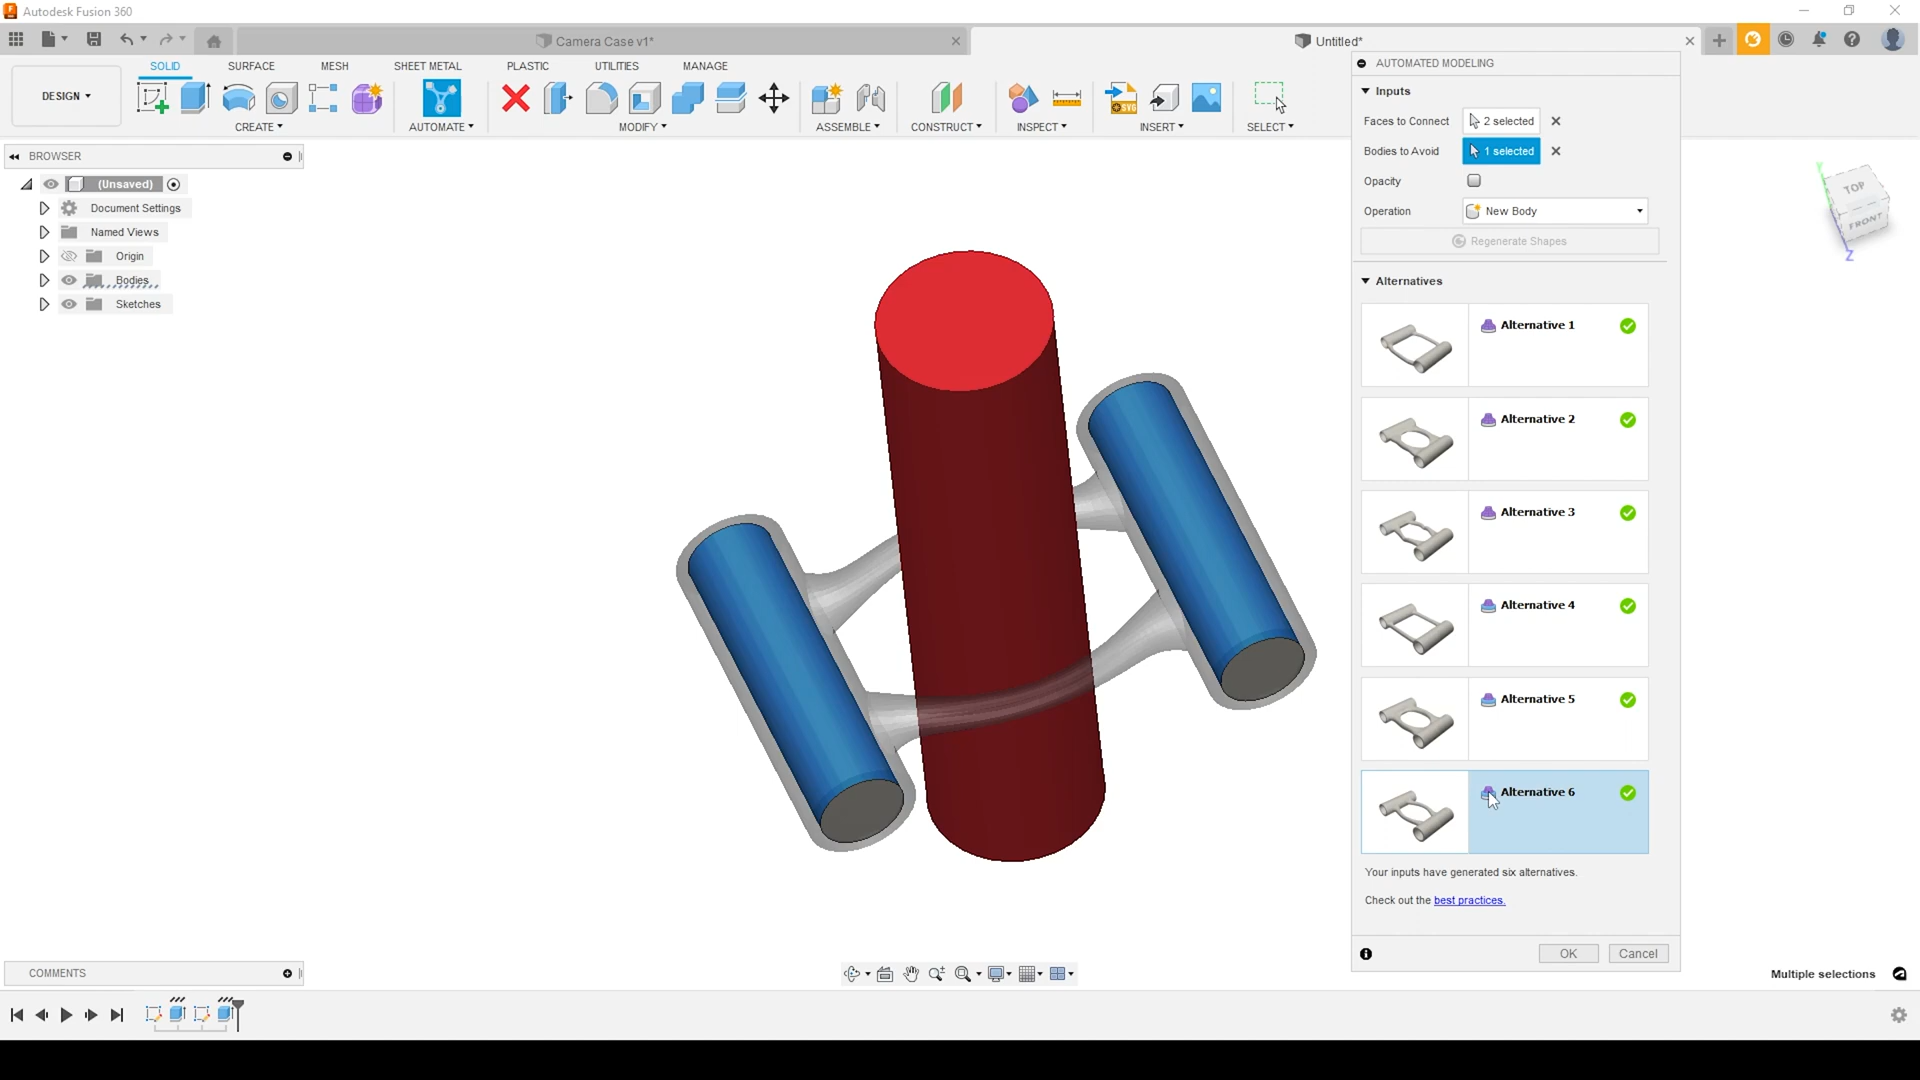 Autodesk Fusion 360
Camera Case v1*
Untitled*
SOLID SURFACE MESH SHEET METAL PLASTIC UTILITIES MANAGE
DESIGN
CREATE AUTOMATE MODIFY ASSEMBLE CONSTRUCT INSPECT INSERT SELECT
SVG
BROWSER
(Unsaved)
Document Settings
Named Views
Origin
Bodies
Sketches
AUTOMATED MODELING
Inputs
Faces to Connect 2 selected
Bodies to Avoid 1 selected
Opacity
Operation New Body
Regenerate Shapes
Alternatives
Alternative 1
Alternative 2
Alternative 3
Alternative 4
Alternative 5
Alternative 6
Your inputs have generated six alternatives.
Check out the best practices.
OK Cancel
TOP
FRONT
Y
Z
COMMENTS
Multiple selections